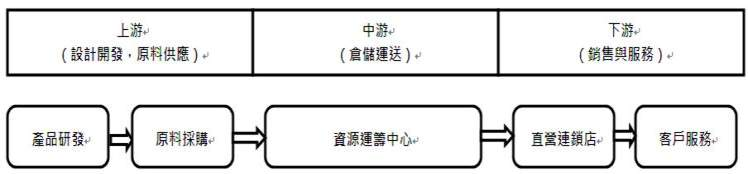 上游
(設計開發，原料供應)
中游
(倉儲運送)
下游
(銷售與服務)
產品研發
原料採購
資源運籌中心
直營連鎖店
客戶服務